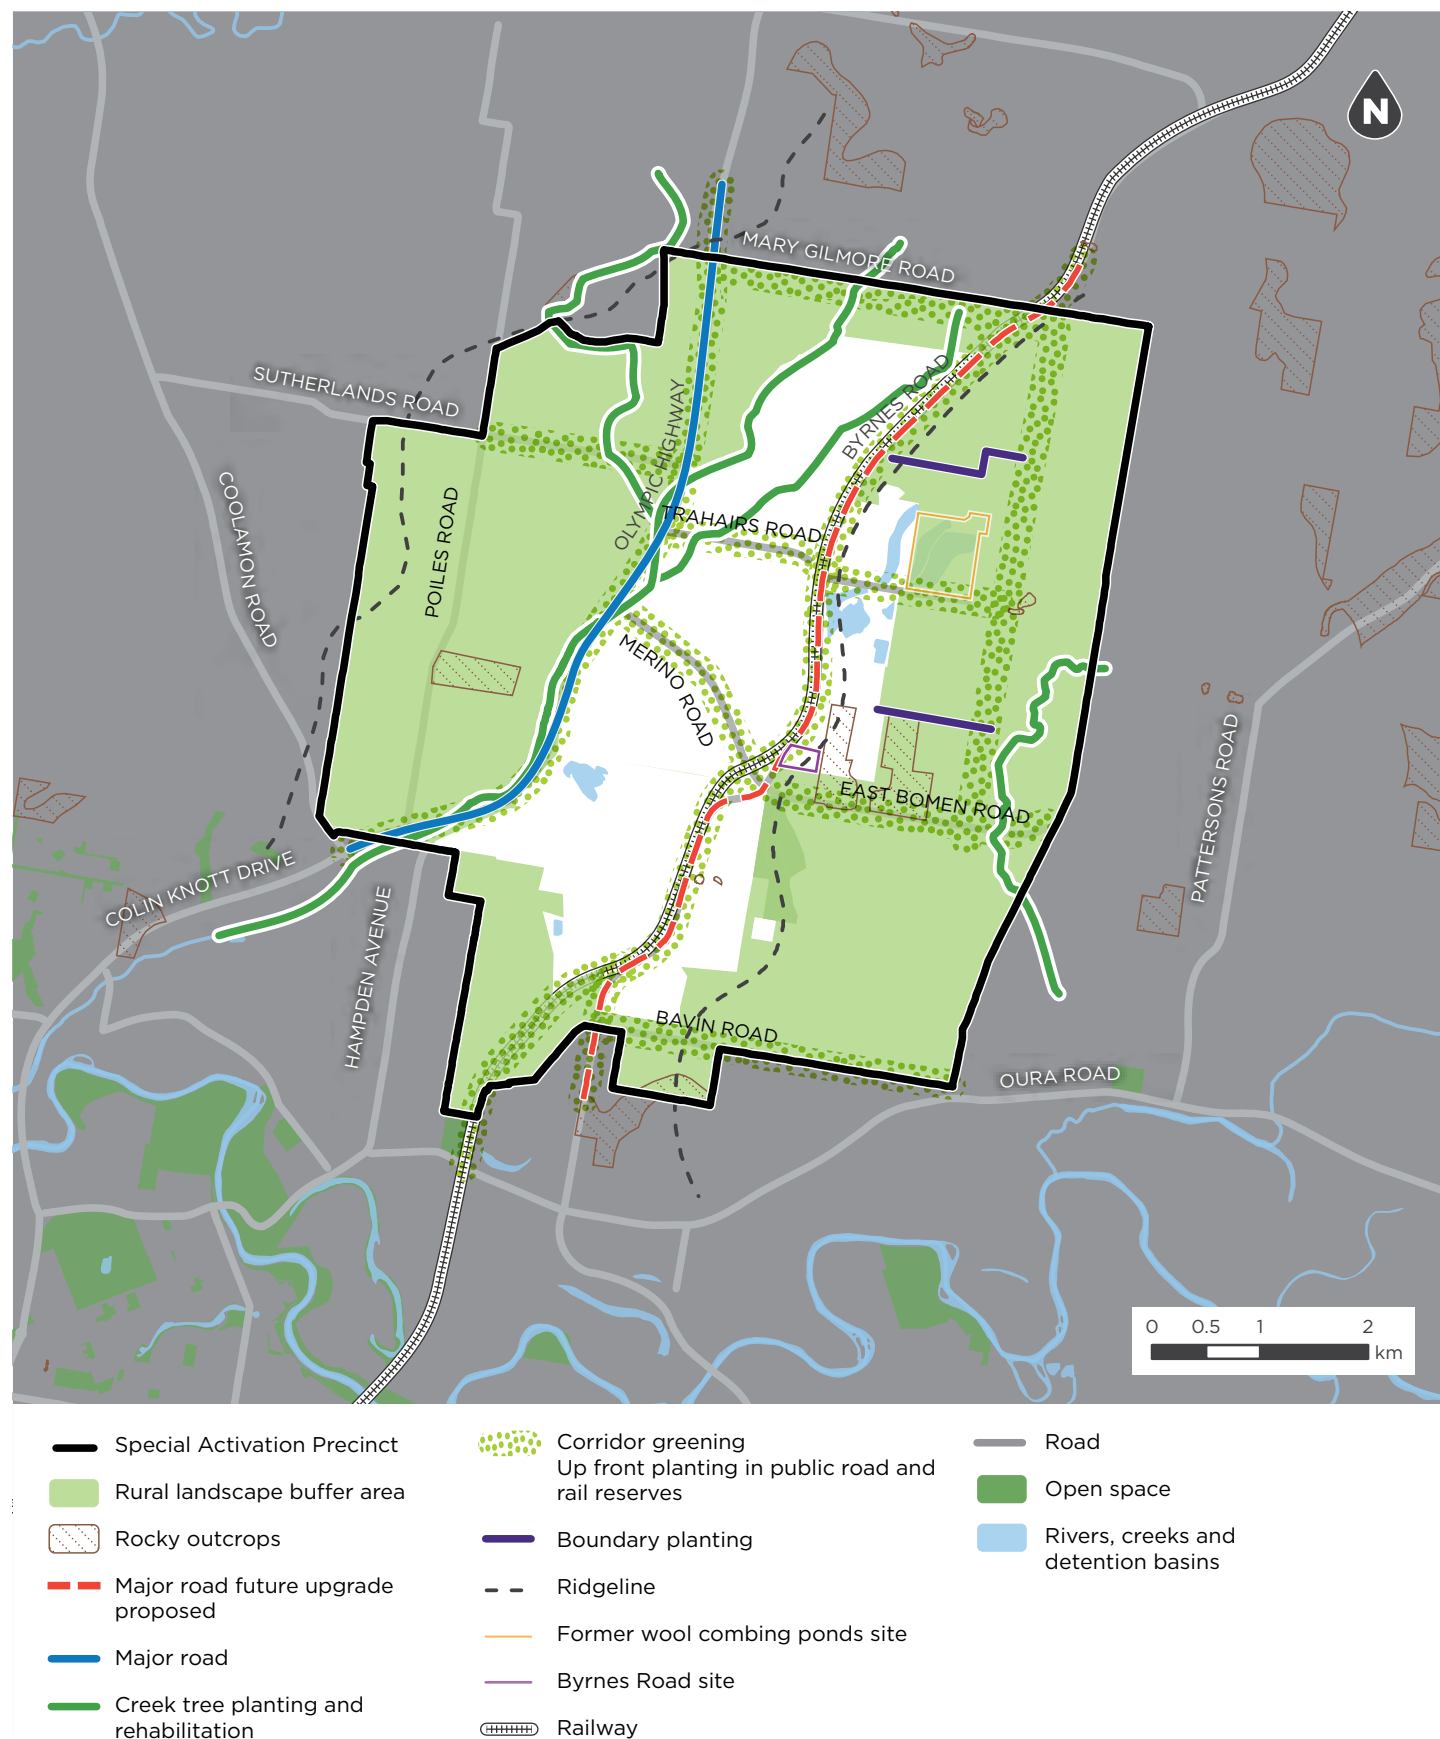 N
MARY GILMORE ROAD
SUTHERLANDS ROAD
BYRNES ROAD
OLYMPIC HIGHWAY
COOLAMON ROAD
POILES ROAD
TRAHAIRS ROAD
MERINO ROAD
PATTERSONS ROAD
EAST BOMEN ROAD
COLIN KNOTT DRIVE
HAMPDEN AVENUE
BAVIN ROAD
OURA ROAD
0 0.5 1 2
km
Special Activation Precinct
Rural landscape buffer area
Rocky outcrops
Major road future upgrade
proposed
Major road
Creek tree planting and
rehabilitation
Corridor greening
Up front planting in public road and
rail reserves
Boundary planting
Ridgeline
Former wool combing ponds site
Byrnes Road site
Railway
Road
Open space
Rivers, creeks and
detention basins